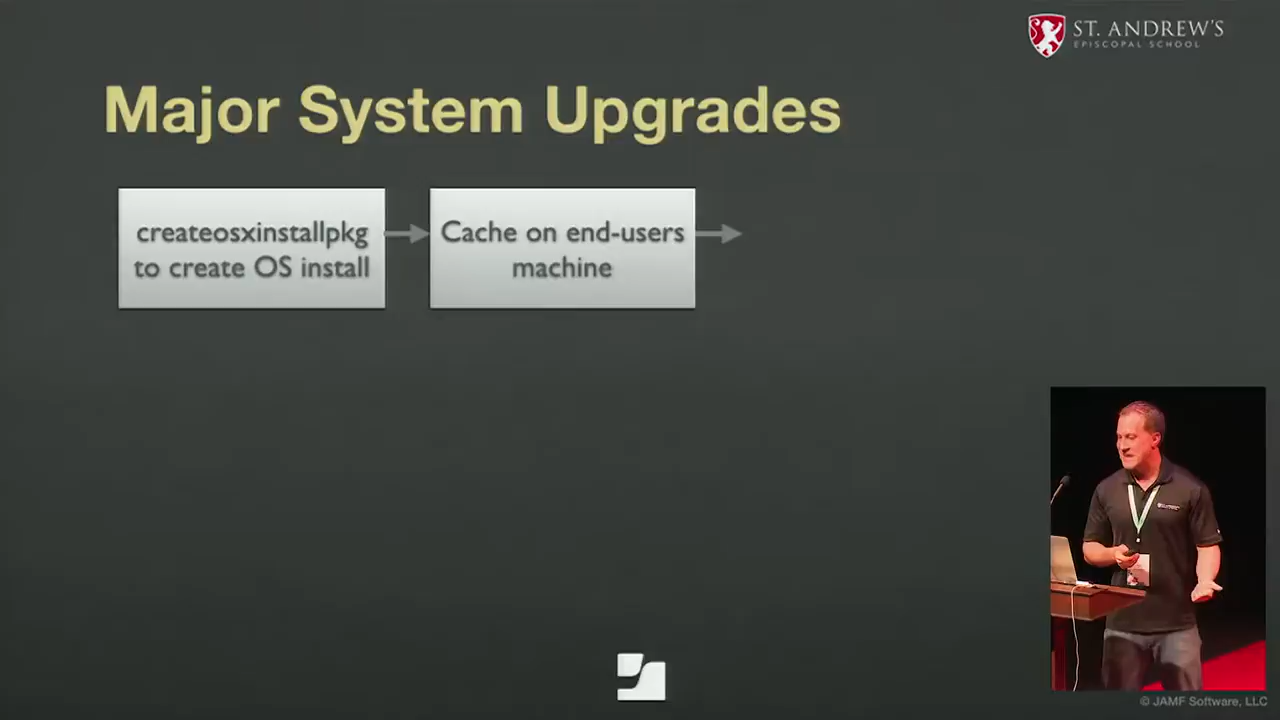 ST. ANDREW'S
EPISCOPAL SCHOOL
Major System Upgrades
createosxinstallpkg
to create OS install
Cache on end-users
machine
© JAMF Software, LLC